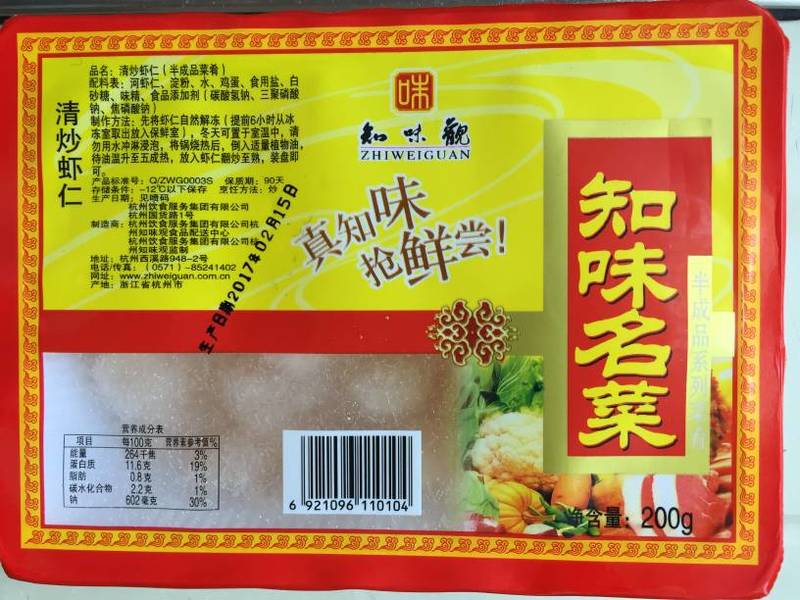 清炒虾仁
品名：清炒虾仁（半成品菜肴）
配料表：河虾仁、淀粉、水、鸡蛋、食用盐、白
砂糖、味精、食品添加剂（碳酸氢钠、三聚磷酸
钠、焦磷酸钠）
制作方法：先将虾仁自然解冻（提前6小时从冰
冻室取出放入保鲜室），冬天可置于室温中，请
勿用水冲淋浸泡，将锅烧热后，倒入适量植物油，
待油温升至五成热，放入虾仁翻炒至熟，装盘即
可。
产品标准号：Q/ZWG0003S 保质期：90天
存储条件：-12℃以下保存 烹饪方法：炒
生产日期：见喷码
杭州饮食服务集团有限公司
杭州国货路1号
制造商：杭州饮食服务集团有限公司杭
州知味观食品配送中心
杭州饮食服务集团有限公司杭
州知味观监制
地址：杭州西溪路948-2号
电话/传真：（0571）-85241402
网址：www.zhiweiguan.com.cn
产地：浙江省杭州市
生产日期2017年02月15日
味
知味觀
ZHIWEIGUAN
真知味
抢鲜尝！
知味名菜
半成品系列菜肴
营养成分表
项目 每100克 营养素参考值%
能量 264千焦 3%
蛋白质 11.6克 19%
脂肪 0.8克 1%
碳水化合物 2.2克 1%
钠 602毫克 30%
6 921096 110104
净含量：200g